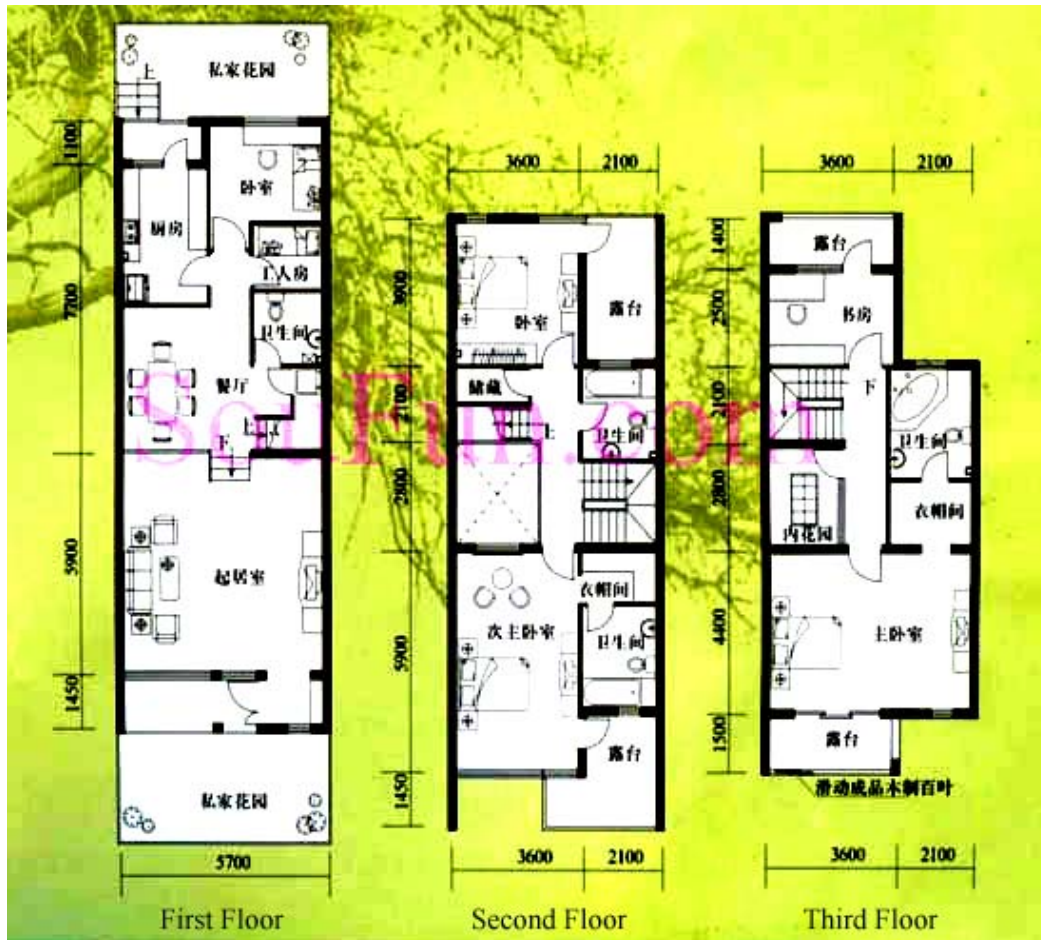 私家花园
上
1100
7700
5900
1450
卧室
厨房
工人房
卫生间
餐厅
上
下
起居室
私家花园
5700
First Floor
3600
2100
3900
2100
2800
5900
1450
卧室
露台
储藏
上
卫生间
衣帽间
次主卧室
卫生间
露台
3600
2100
Second Floor
3600
2100
1400
2500
2100
2800
4400
1500
露台
书房
下
卫生间
衣帽间
内花园
主卧室
露台
滑动成品木制百叶
3600
2100
Third Floor
SouFun.com